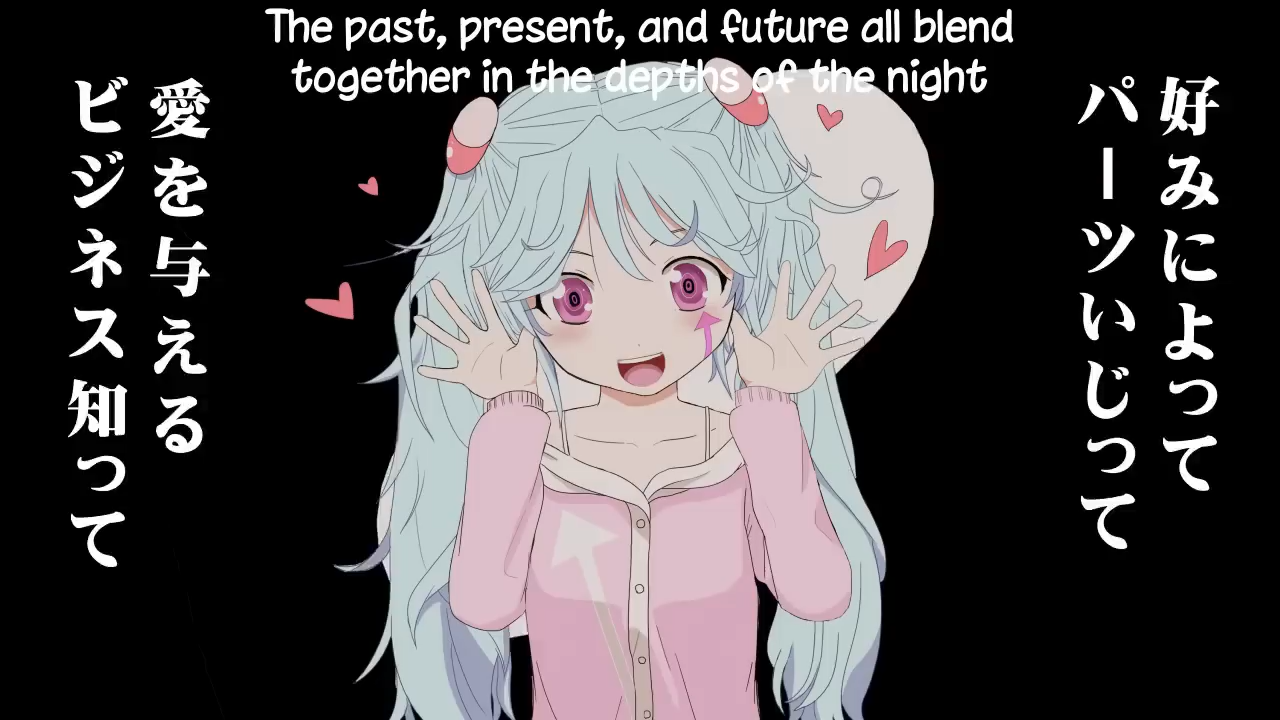 The past, present, and future all blend
together in the depths of the night
好みによって
パーツいじって
愛を与える
ビジネス知って